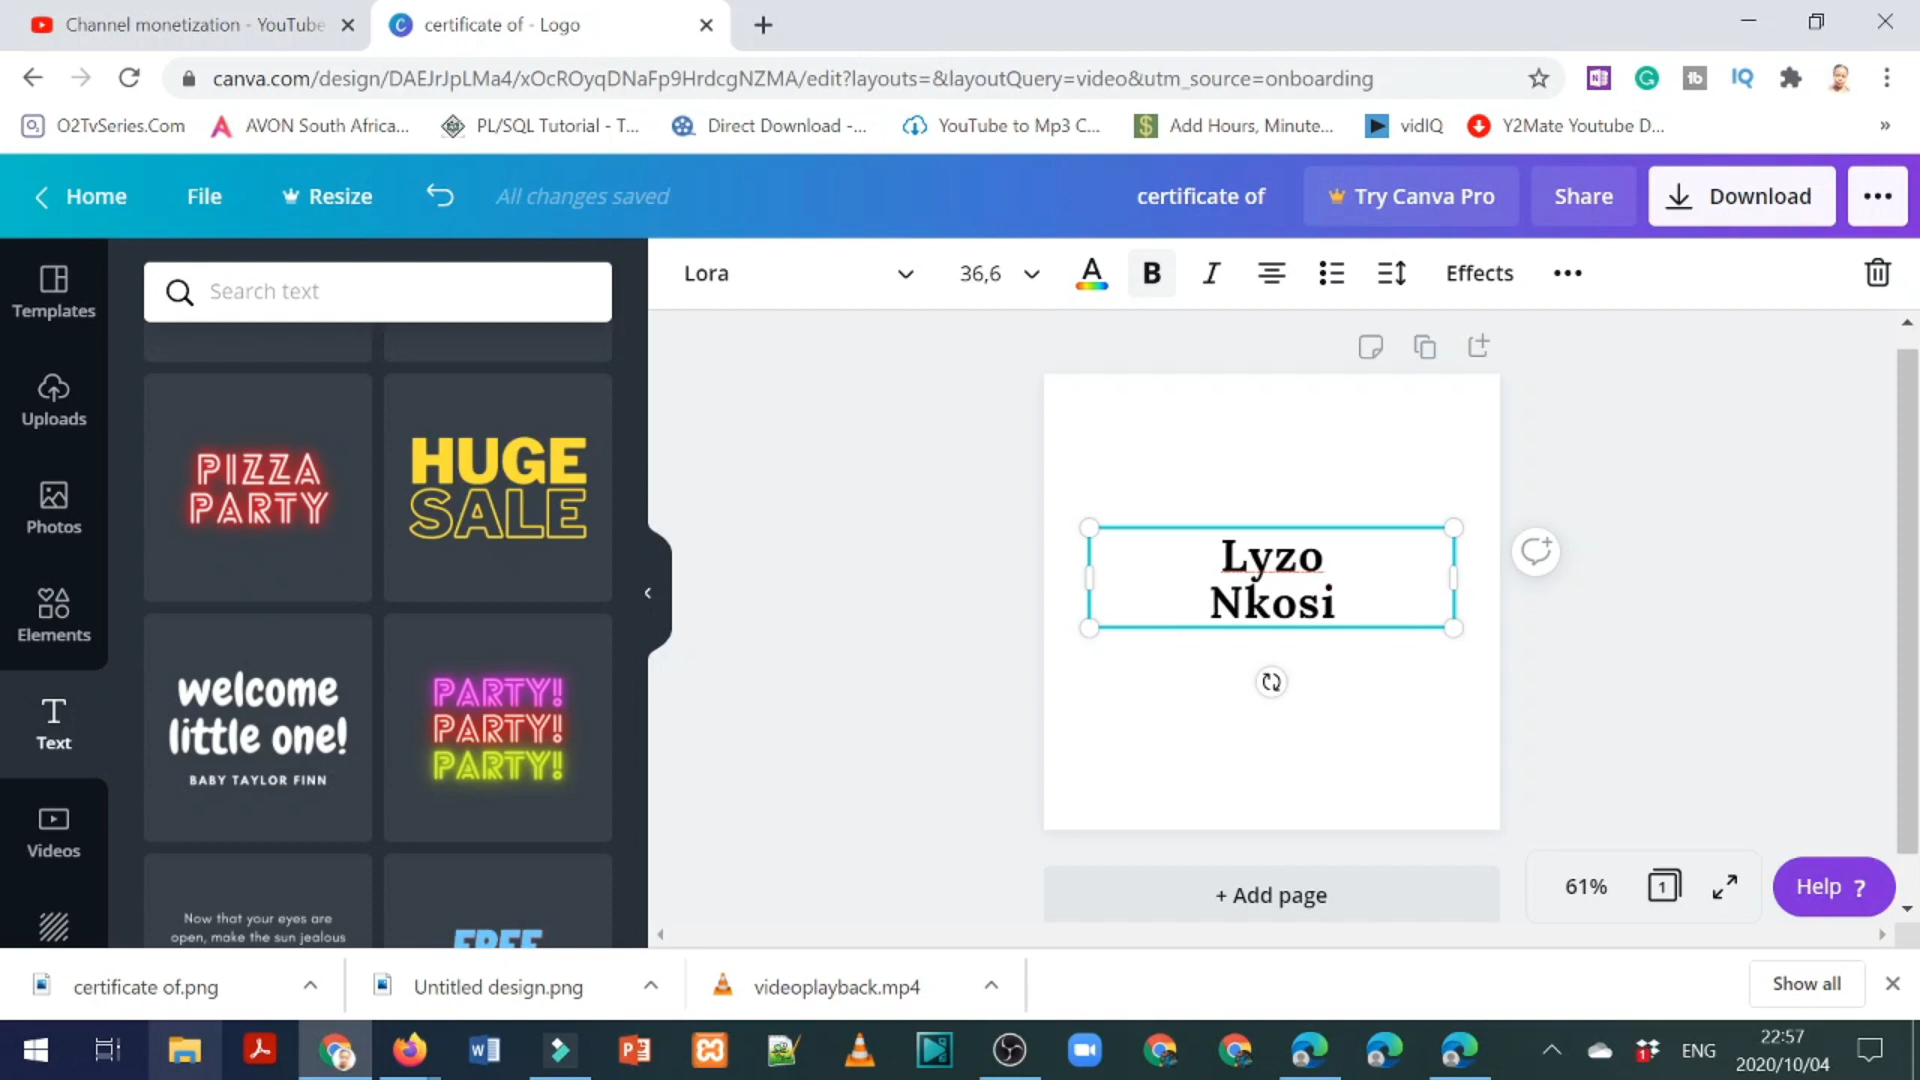 Channel monetization - YouTube
certificate of - Logo
canva.com/design/DAEJrJpLMa4/xOcROyqDNaFp9HrdcgNZMA/edit?layouts=&layoutQuery=video&utm_source=onboarding
O2TvSeries.Com
AVON South Africa...
PL/SQL Tutorial - T...
Direct Download -...
YouTube to Mp3 C...
Add Hours, Minute...
vidIQ
Y2Mate Youtube D...
Home
File
Resize
All changes saved
certificate of
Try Canva Pro
Share
Download
Templates
Uploads
Photos
Elements
Text
Videos
Search text
PIZZA
PARTY
HUGE
SALE
welcome
little one!
BABY TAYLOR FINN
PARTY!
PARTY!
PARTY!
Now that your eyes are
open, make the sun jealous
FREE
Lora
36,6
A
B
I
Effects
Lyzo
Nkosi
+ Add page
61%
1
Help ?
certificate of.png
Untitled design.png
videoplayback.mp4
Show all
ENG
22:57
2020/10/04